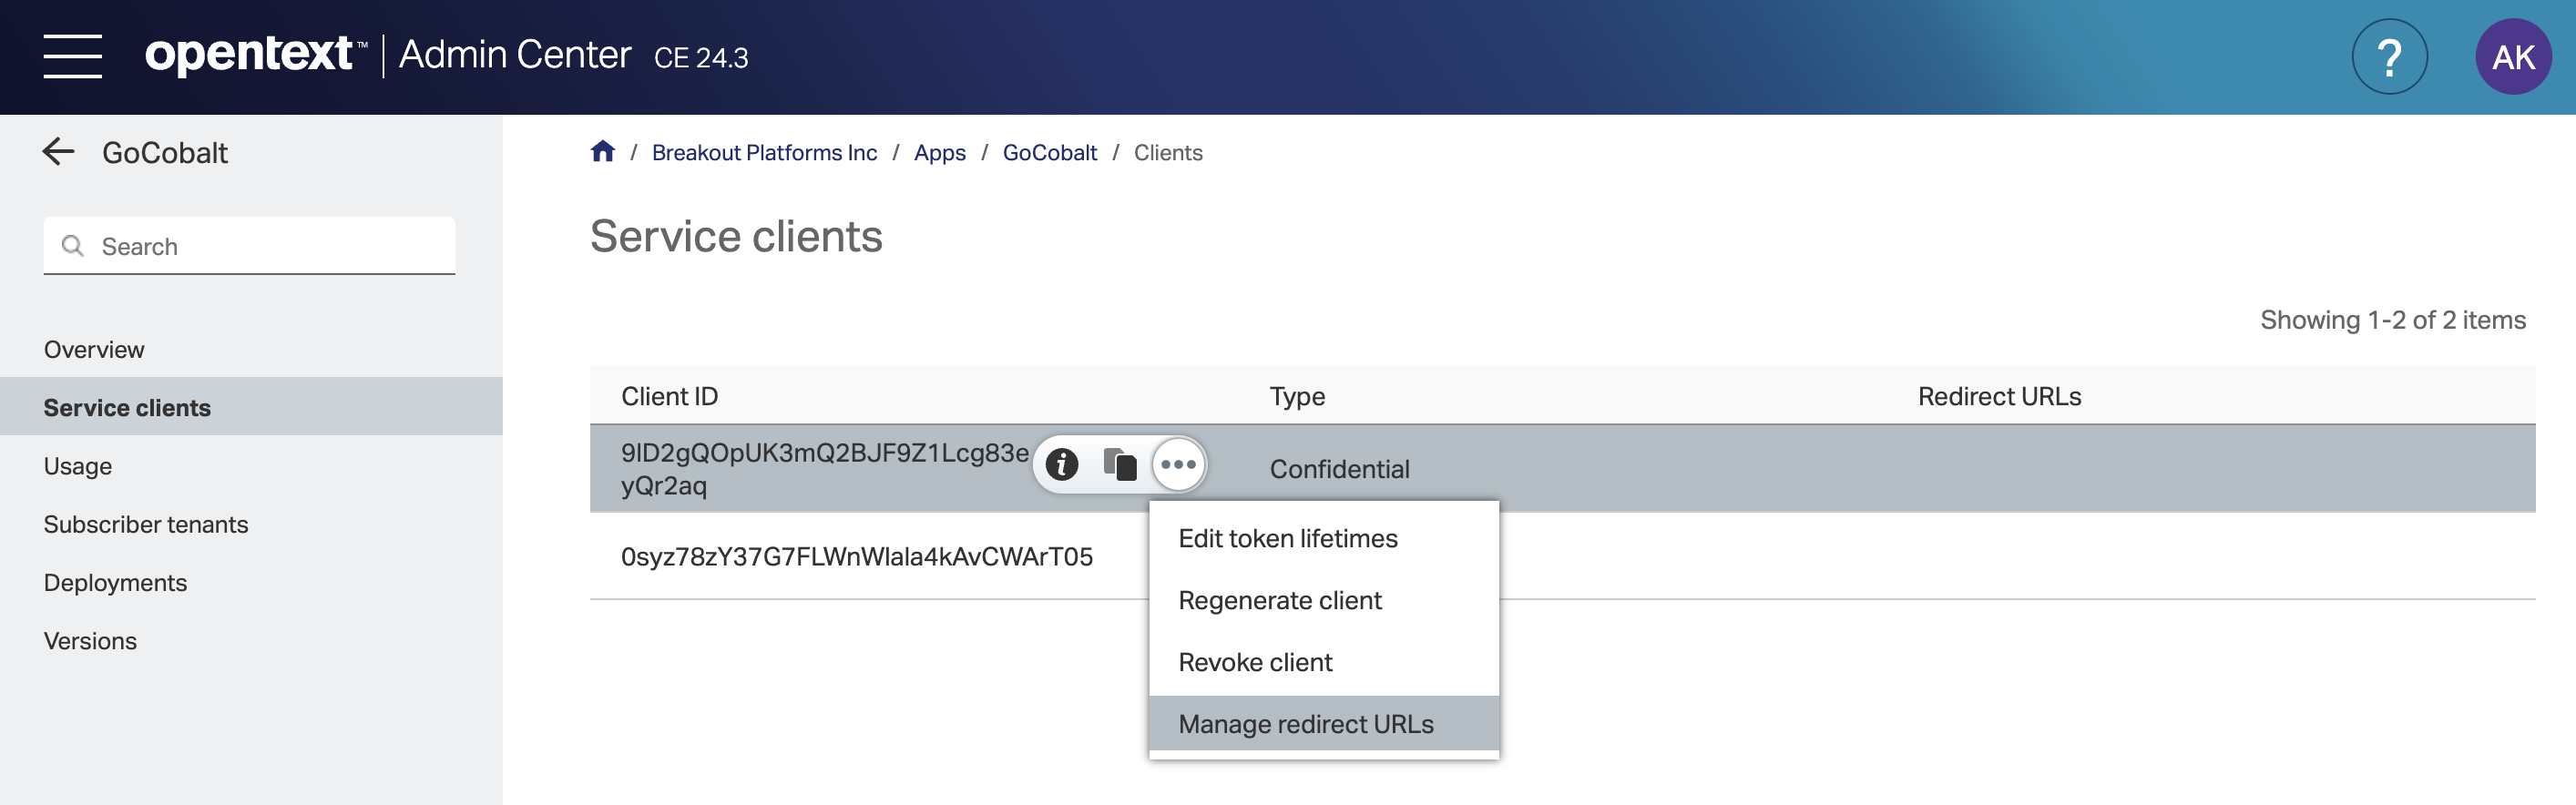 opentext™ | Admin Center CE 24.3
?
AK
GoCobalt
Search
Overview
Service clients
Usage
Subscriber tenants
Deployments
Versions
/ Breakout Platforms Inc / Apps / GoCobalt / Clients
Service clients
Showing 1-2 of 2 items
Client ID Type Redirect URLs
9lD2gQOpUK3mQ2BJF9Z1Lcg83e
yQr2aq
Confidential
0syz78zY37G7FLWnWlala4kAvCWArT05
Edit token lifetimes
Regenerate client
Revoke client
Manage redirect URLs